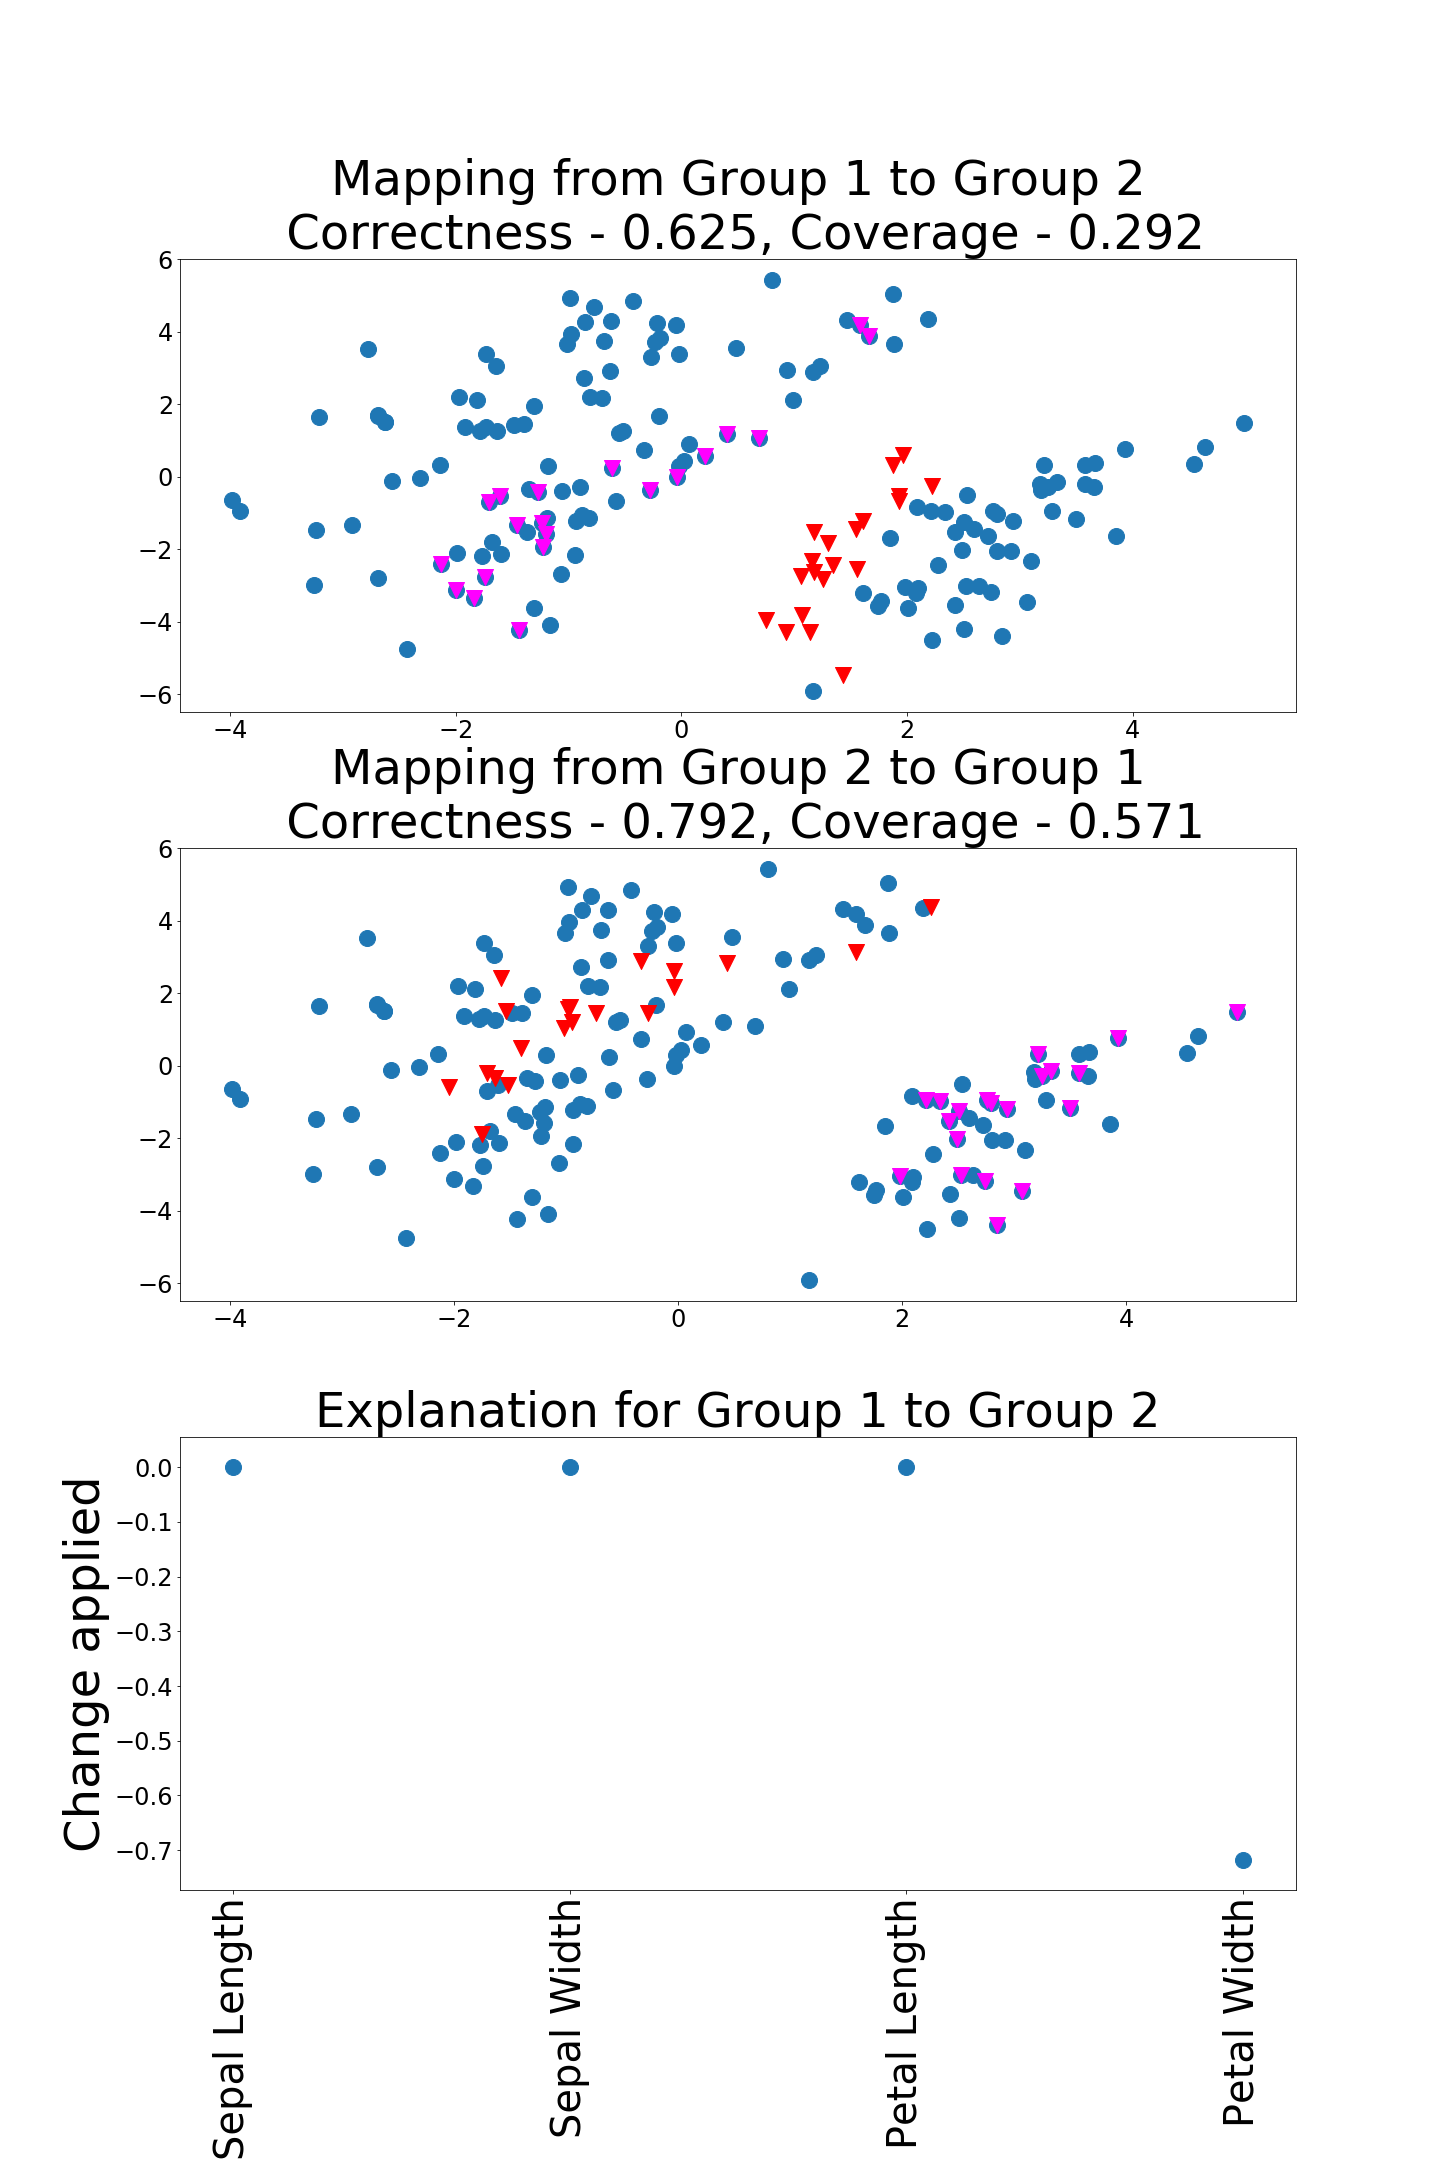 Mapping from Group 1 to Group 2
Correctness - 0.625, Coverage - 0.292
6
4
2
0
−2
−4
−6
−4 −2 0 2 4
Mapping from Group 2 to Group 1
Correctness - 0.792, Coverage - 0.571
6
4
2
0
−2
−4
−6
−4 −2 0 2 4
Explanation for Group 1 to Group 2
Change applied
0.0
−0.1
−0.2
−0.3
−0.4
−0.5
−0.6
−0.7
Sepal Length
Sepal Width
Petal Length
Petal Width